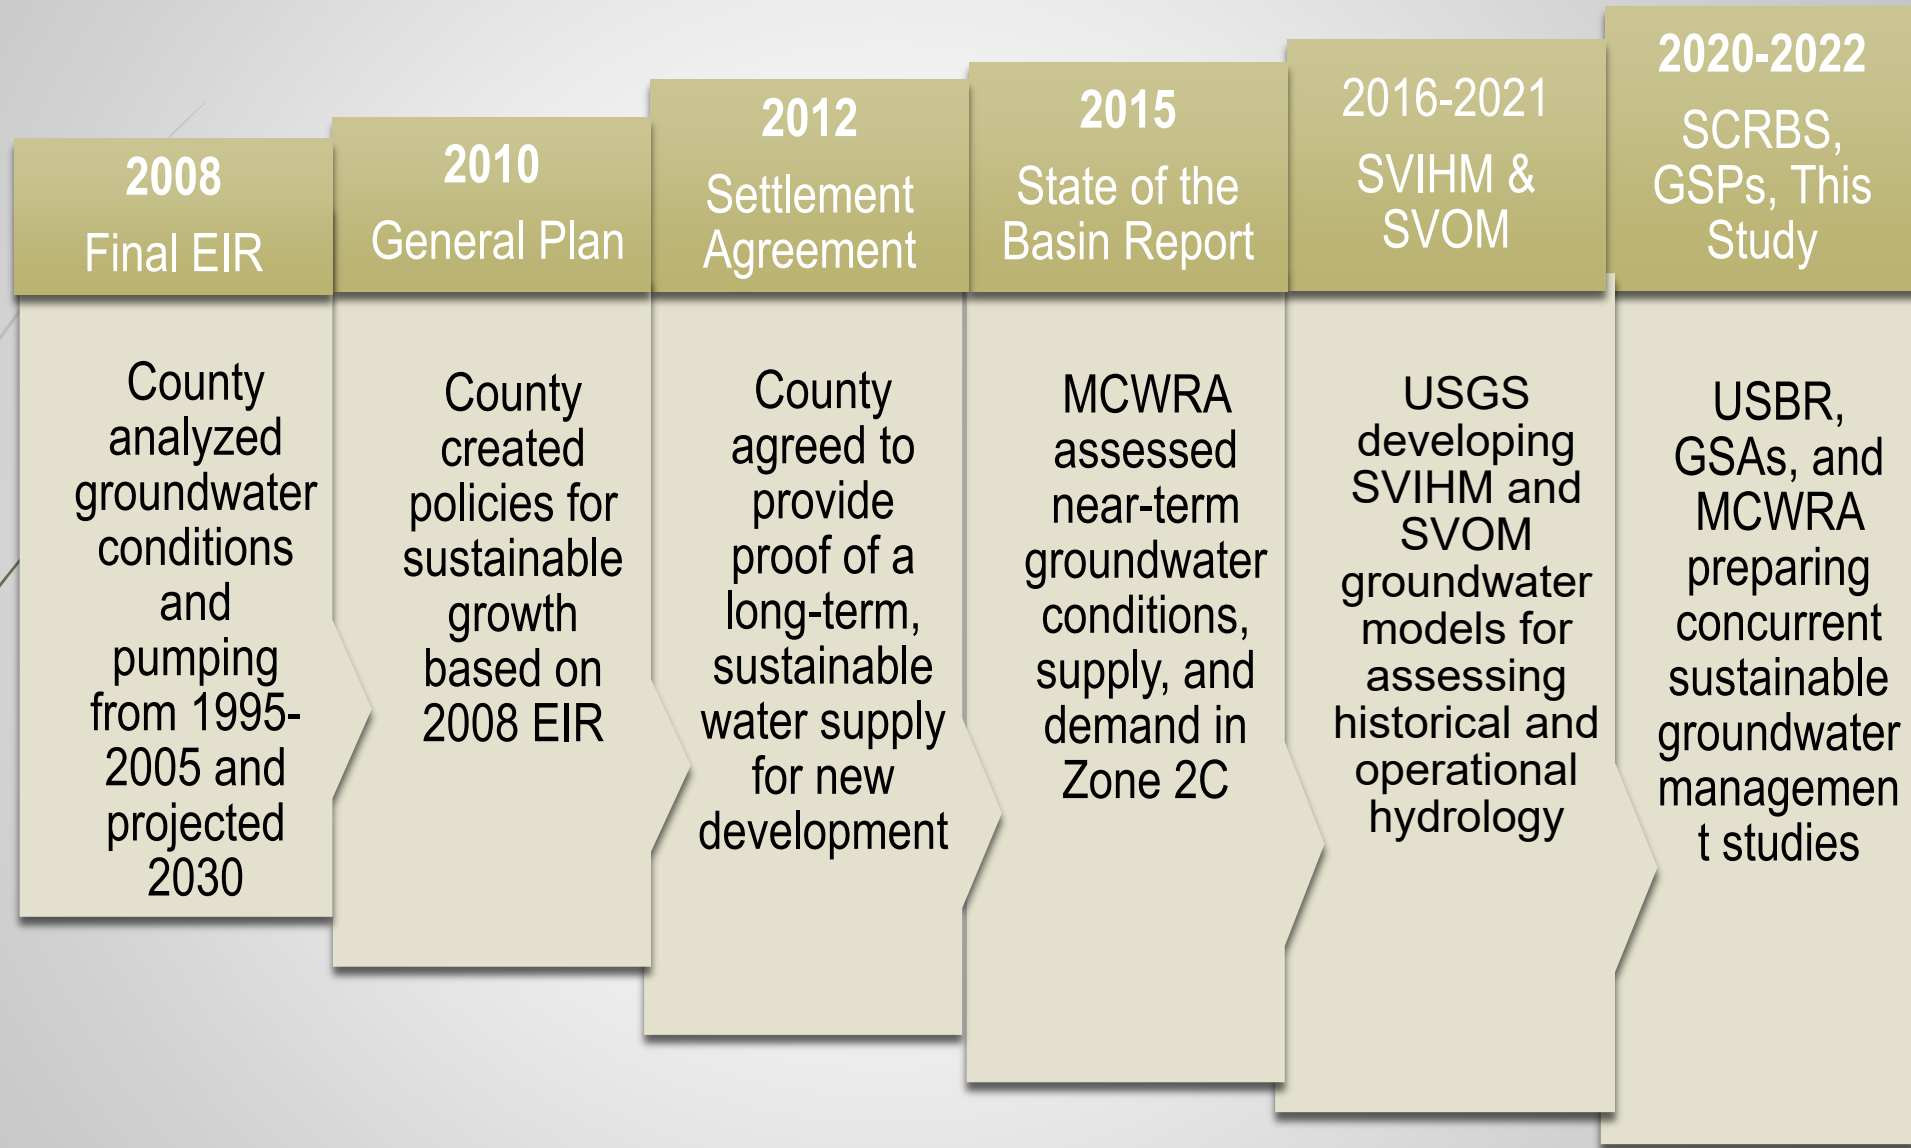 2008
Final EIR
County
analyzed
groundwater
conditions
and
pumping
from 1995-
2005 and
projected
2030
2010
General Plan
County
created
policies for
sustainable
growth
based on
2008 EIR
2012
Settlement
Agreement
County
agreed to
provide
proof of a
long-term,
sustainable
water supply
for new
development
2015
State of the
Basin Report
MCWRA
assessed
near-term
groundwater
conditions,
supply, and
demand in
Zone 2C
2016-2021
SVIHM &
SVOM
USGS
developing
SVIHM and
SVOM
groundwater
models for
assessing
historical and
operational
hydrology
2020-2022
SCRBS,
GSPs, This
Study
USBR,
GSAs, and
MCWRA
preparing
concurrent
sustainable
groundwater
managemen
t studies